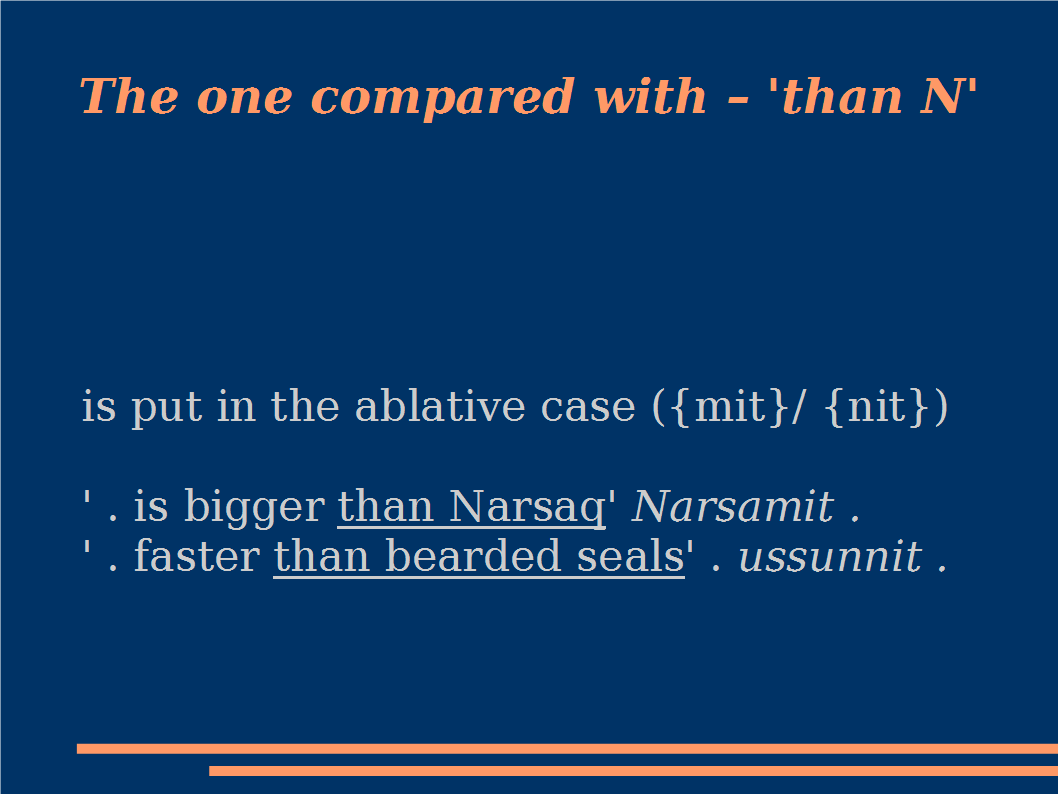 The one compared with – 'than N'
is put in the ablative case ({mit}/ {nit})
' . is bigger than Narsaq' Narsamit .
' . faster than bearded seals' . ussunnit .